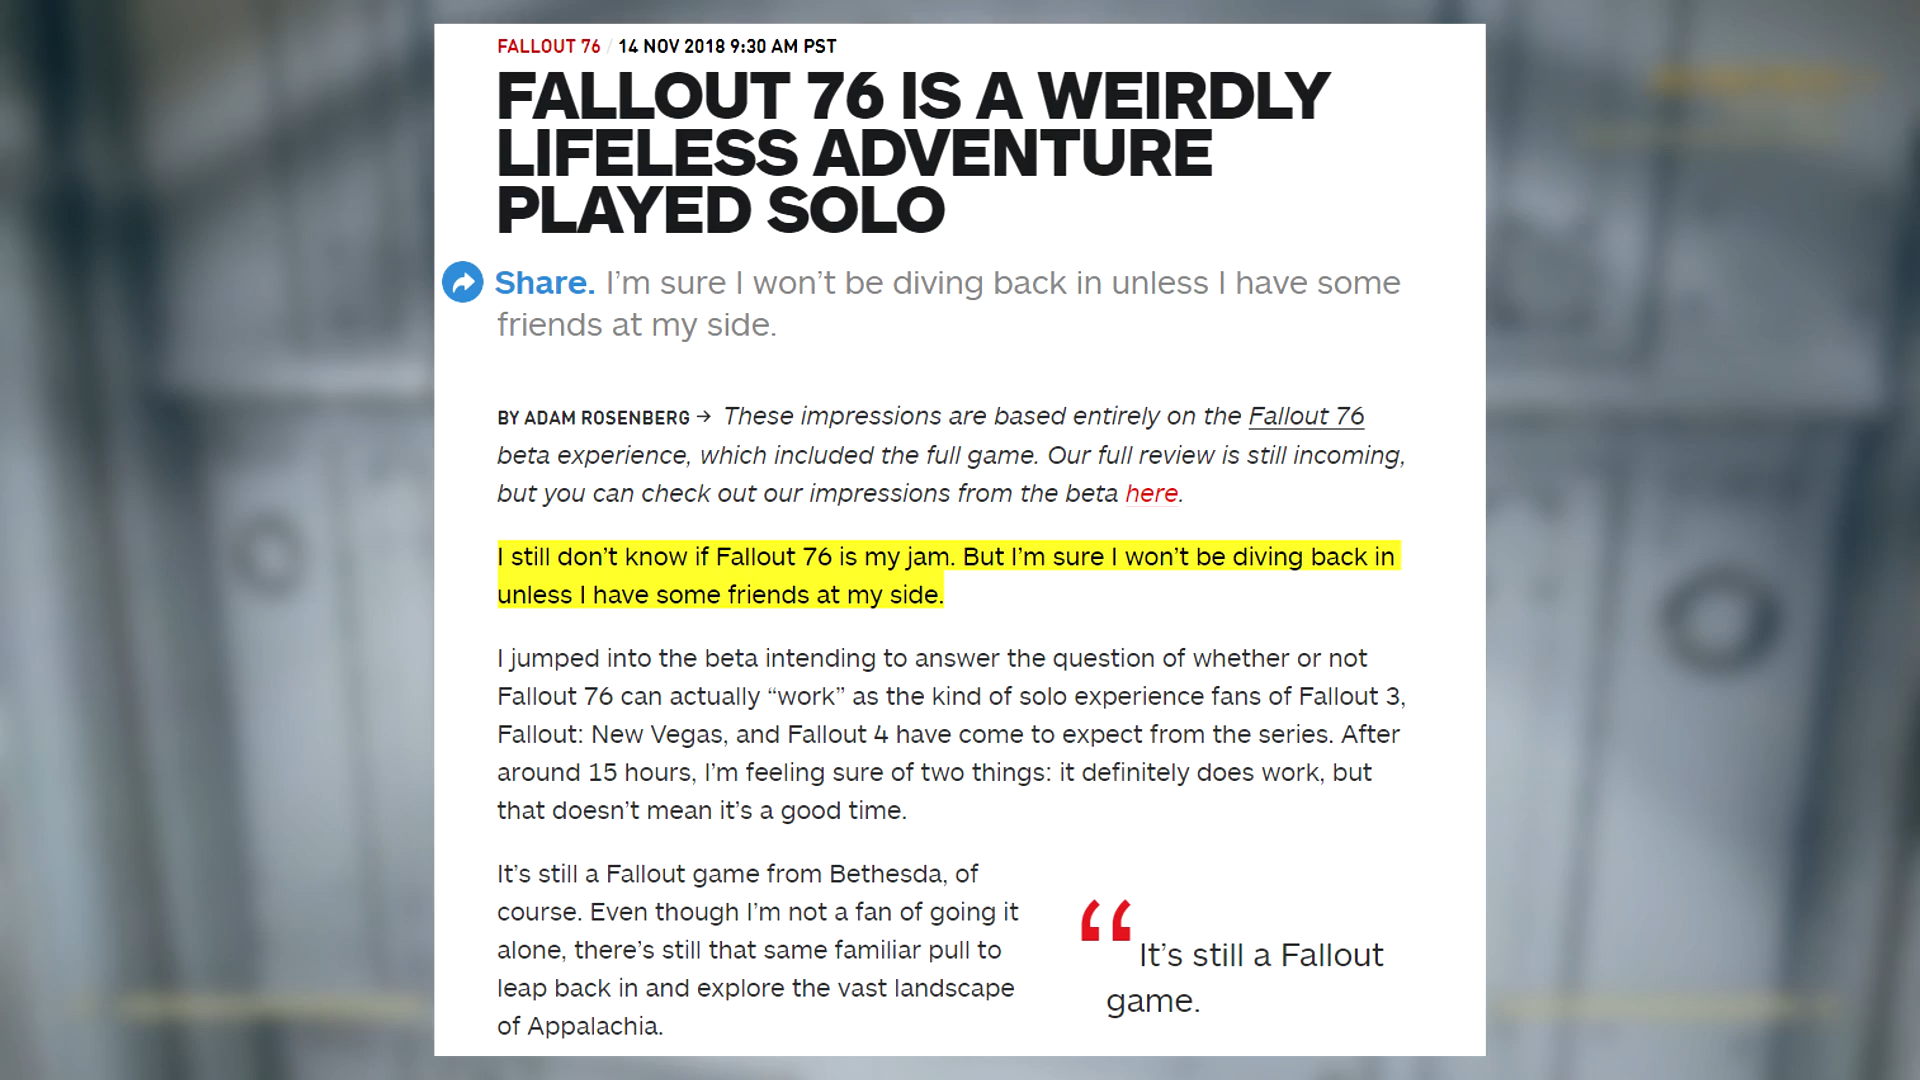 FALLOUT 76 / 14 NOV 2018 9:30 AM PST
FALLOUT 76 IS A WEIRDLY
LIFELESS ADVENTURE
PLAYED SOLO
Share. I'm sure I won't be diving back in unless I have some
friends at my side.
BY ADAM ROSENBERG → These impressions are based entirely on the Fallout 76
beta experience, which included the full game. Our full review is still incoming,
but you can check out our impressions from the beta here.
I still don't know if Fallout 76 is my jam. But I'm sure I won't be diving back in
unless I have some friends at my side.
I jumped into the beta intending to answer the question of whether or not
Fallout 76 can actually “work” as the kind of solo experience fans of Fallout 3,
Fallout: New Vegas, and Fallout 4 have come to expect from the series. After
around 15 hours, I'm feeling sure of two things: it definitely does work, but
that doesn't mean it's a good time.
It's still a Fallout game from Bethesda, of
course. Even though I'm not a fan of going it
alone, there's still that same familiar pull to
leap back in and explore the vast landscape
of Appalachia.
“It's still a Fallout
game.